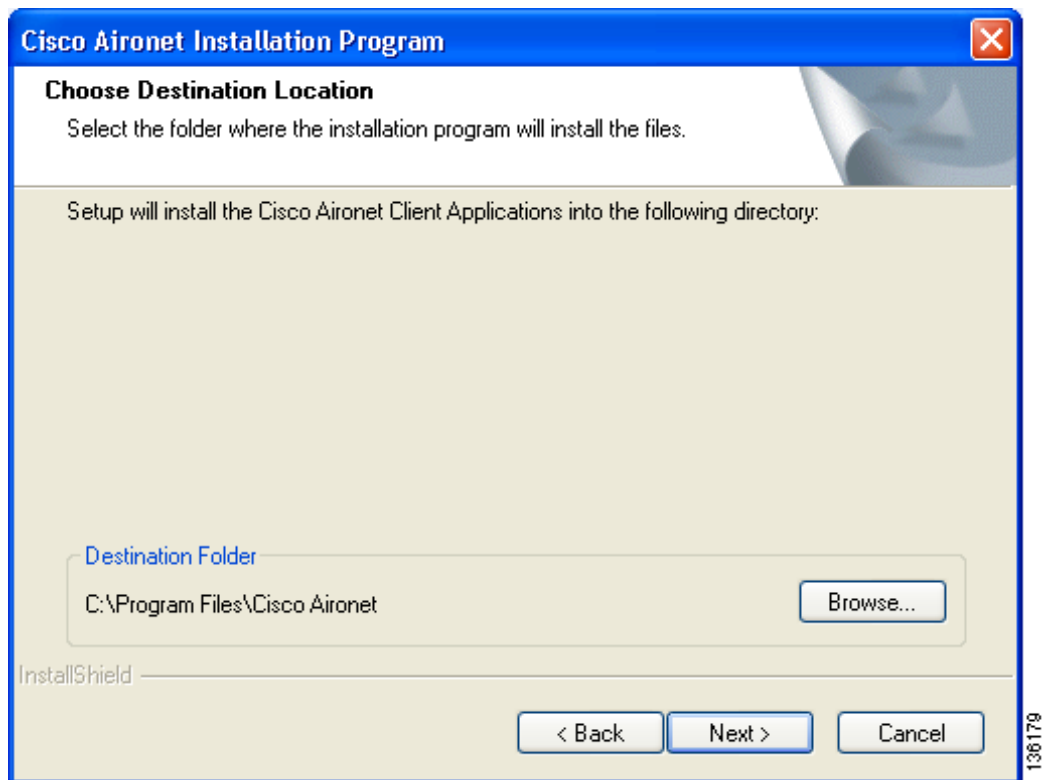 Cisco Aironet Installation Program
Choose Destination Location
Select the folder where the installation program will install the files.
Setup will install the Cisco Aironet Client Applications into the following directory:
Destination Folder
C:\Program Files\Cisco Aironet
Browse...
InstallShield
< Back
Next >
Cancel
136179